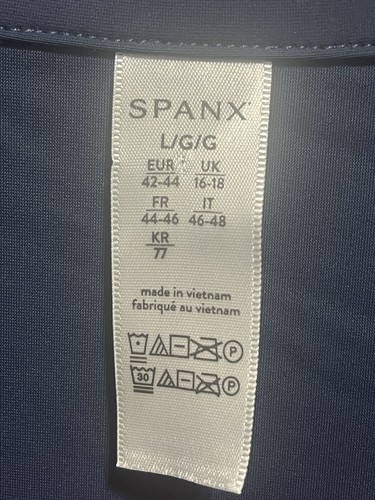 SPANX
L/G/G
EUR UK
42-44 16-18
FR IT
44-46 46-48
KR
77
made in vietnam
fabriqué au vietnam
P
30 P